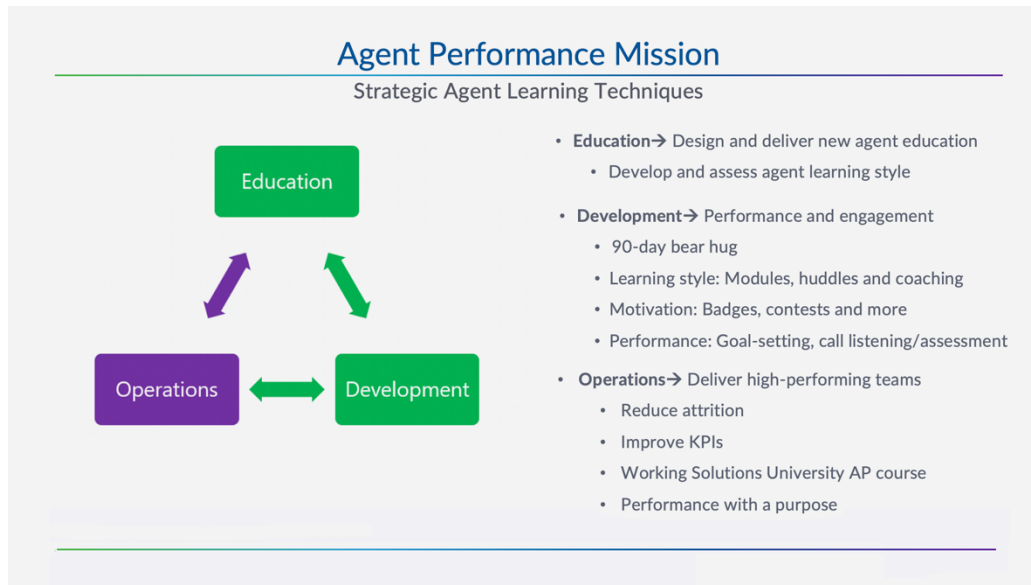 Agent Performance Mission
Strategic Agent Learning Techniques
Education
Operations
Development
• Education→ Design and deliver new agent education
• Develop and assess agent learning style
• Development→ Performance and engagement
• 90-day bear hug
• Learning style: Modules, huddles and coaching
• Motivation: Badges, contests and more
• Performance: Goal-setting, call listening/assessment
• Operations→ Deliver high-performing teams
• Reduce attrition
• Improve KPIs
• Working Solutions University AP course
• Performance with a purpose